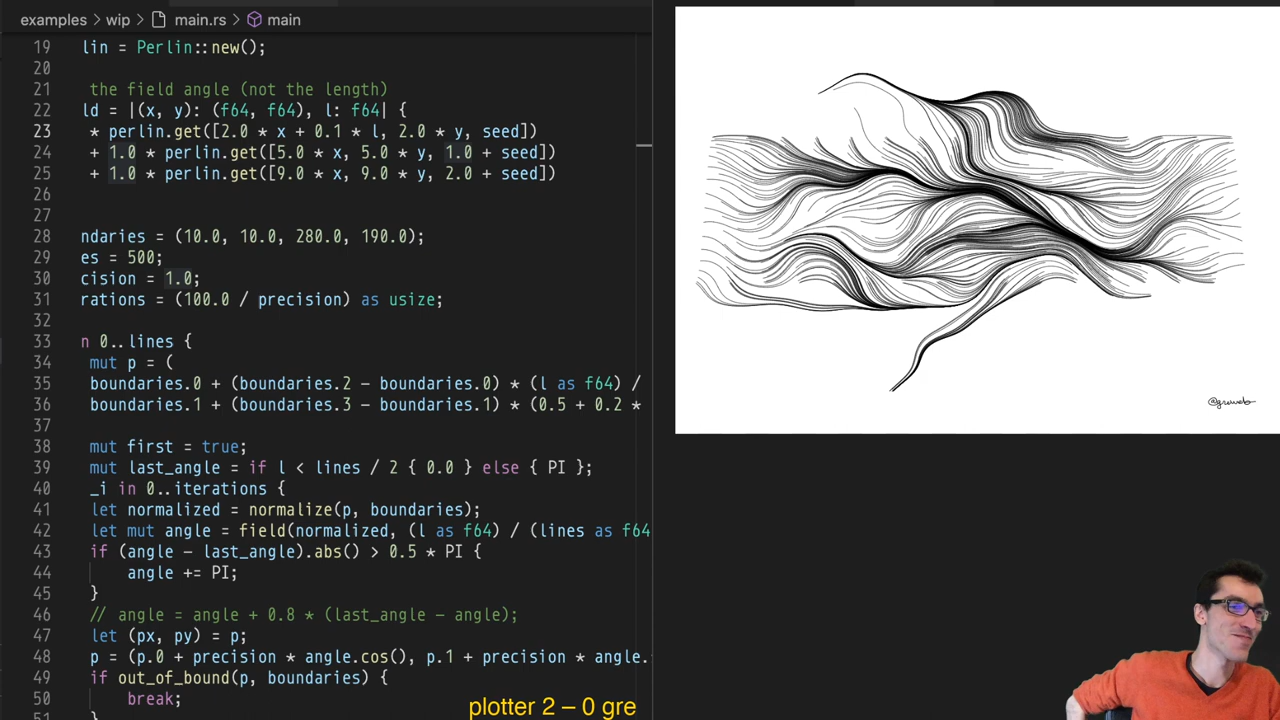 examples › wip › main.rs › main
19 lin = Perlin::new();
20
21 the field angle (not the length)
22 ld = |(x, y): (f64, f64), l: f64| {
23 * perlin.get([2.0 * x + 0.1 * l, 2.0 * y, seed])
24 + 1.0 * perlin.get([5.0 * x, 5.0 * y, 1.0 + seed])
25 + 1.0 * perlin.get([9.0 * x, 9.0 * y, 2.0 + seed])
26
27
28 ndaries = (10.0, 10.0, 280.0, 190.0);
29 es = 500;
30 cision = 1.0;
31 rations = (100.0 / precision) as usize;
32
33 n 0..lines {
34 mut p = (
35 boundaries.0 + (boundaries.2 - boundaries.0) * (l as f64) /
36 boundaries.1 + (boundaries.3 - boundaries.1) * (0.5 + 0.2 *
37
38 mut first = true;
39 mut last_angle = if l < lines / 2 { 0.0 } else { PI };
40 _i in 0..iterations {
41 let normalized = normalize(p, boundaries);
42 let mut angle = field(normalized, (l as f64) / (lines as f64
43 if (angle - last_angle).abs() > 0.5 * PI {
44 angle += PI;
45 }
46 // angle = angle + 0.8 * (last_angle - angle);
47 let (px, py) = p;
48 p = (p.0 + precision * angle.cos(), p.1 + precision * angle.
49 if out_of_bound(p, boundaries) {
50 break;
51 }
@greweb
plotter 2 – 0 gre